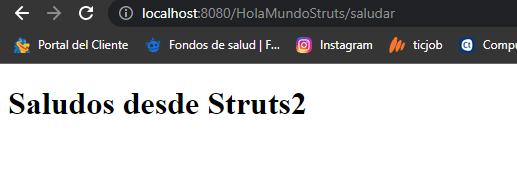 localhost:8080/HolaMundoStruts/saludar
Portal del Cliente Fondos de salud | F... Instagram ticjob Compu
Saludos desde Struts2